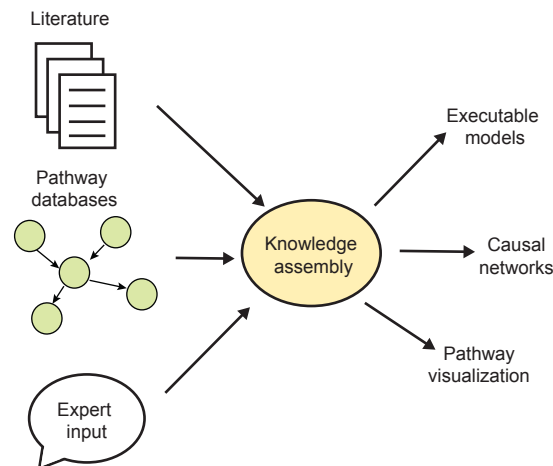 Literature
Pathway
databases
Expert
input
Knowledge
assembly
Executable
models
Causal
networks
Pathway
visualization